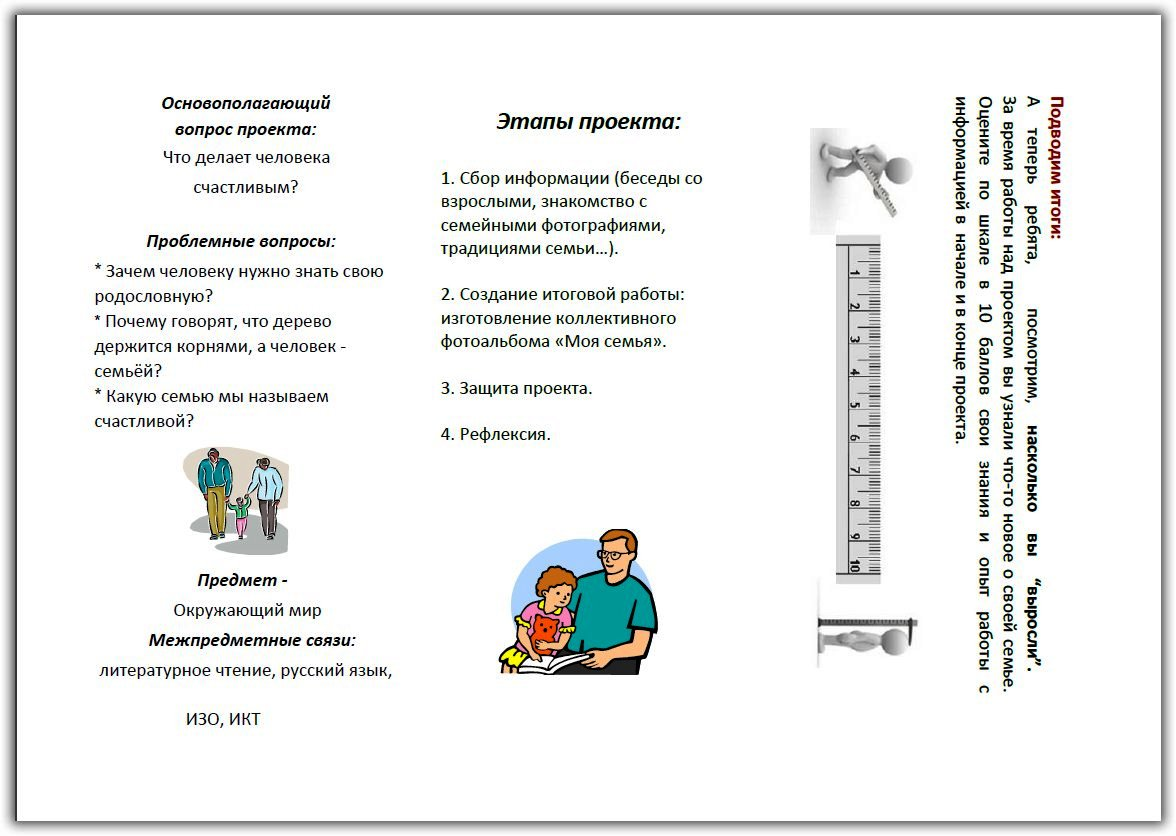 Основополагающий
вопрос проекта:
Что делает человека
счастливым?
Проблемные вопросы:
* Зачем человеку нужно знать свою
родословную?
* Почему говорят, что дерево
держится корнями, а человек -
семьёй?
* Какую семью мы называем
счастливой?
Предмет -
Окружающий мир
Межпредметные связи:
литературное чтение, русский язык,
ИЗО, ИКТ
Этапы проекта:
1. Сбор информации (беседы со
взрослыми, знакомство с
семейными фотографиями,
традициями семьи…).
2. Создание итоговой работы:
изготовление коллективного
фотоальбома «Моя семья».
3. Защита проекта.
4. Рефлексия.
Подводим итоги:
А теперь ребята, посмотрим, насколько вы “выросли”.
За время работы над проектом вы узнали что-то новое о своей семье.
Оцените по шкале в 10 баллов свои знания и опыт работы с
информацией в начале и в конце проекта.
1 2 3 4 5 6 7 8 9 10